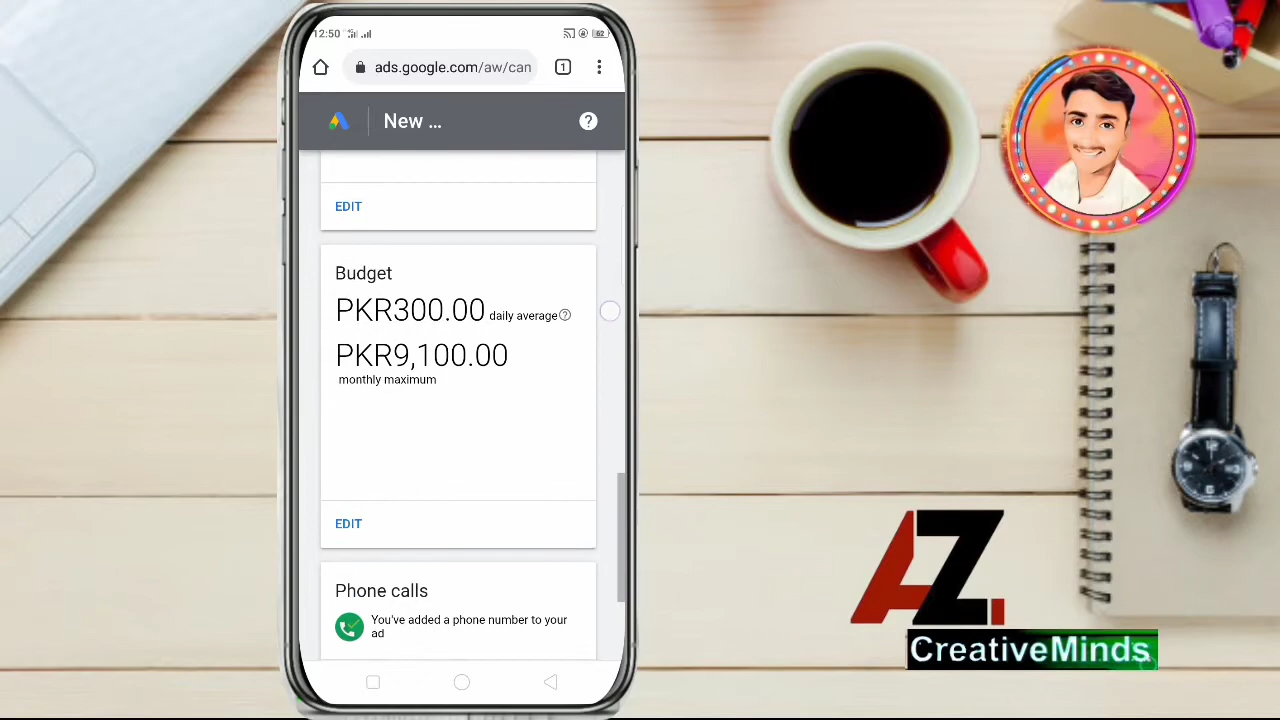 12:50
62
ads.google.com/aw/can
1
New ...
?
EDIT
Budget
PKR300.00 daily average
PKR9,100.00
monthly maximum
EDIT
Phone calls
You've added a phone number to your
ad
AZ.
CreativeMinds